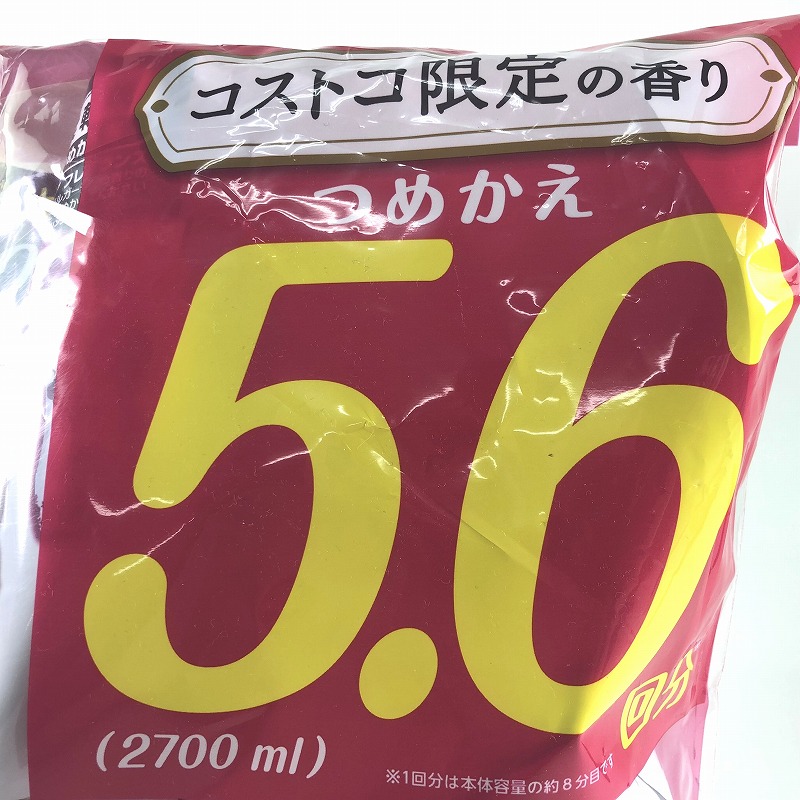 コストコ限定の香り
つめかえ
5.6
回分
(2700 ml)
※1回分は本体容量の約8分目です